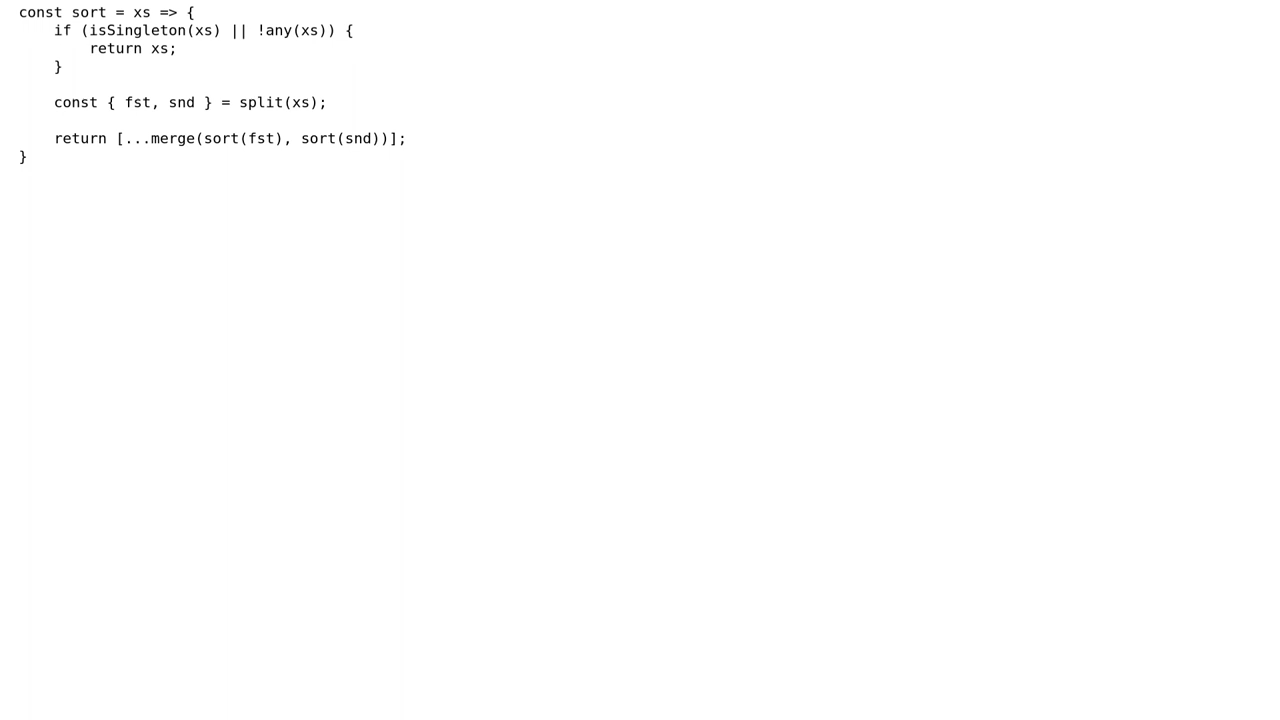 const sort = xs => {
    if (isSingleton(xs) || !any(xs)) {
        return xs;
    }

    const { fst, snd } = split(xs);

    return [...merge(sort(fst), sort(snd))];
}